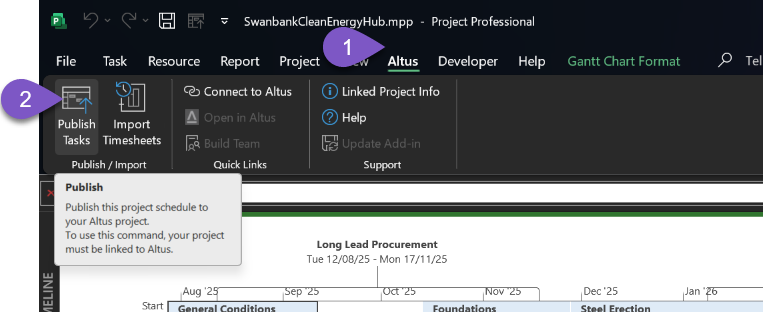 SwanbankCleanEnergyHub.mpp - Project Professional
1
File Task Resource Report Project Altus Developer Help Gantt Chart Format
2
Publish Tasks
Import Timesheets
Publish / Import
Connect to Altus
Open in Altus
Build Team
Quick Links
Linked Project Info
Help
Update Add-in
Support
Publish
Publish this project schedule to
your Altus project.
To use this command, your project
must be linked to Altus.
Long Lead Procurement
Tue 12/08/25 - Mon 17/11/25
Aug '25 Sep '25 Oct '25 Nov '25 Dec '25 Jan '26
Start
General Conditions Foundations Steel Erection